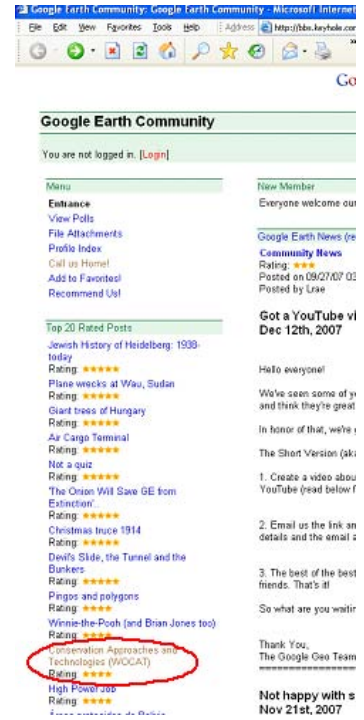 Google Earth Community: Google Earth Community - Microsoft Internet
File Edit View Favorites Tools Help Address http://bbs.keyhole.com
Go
Google Earth Community
You are not logged in. [Login]
Menu
Entrance
View Polls
File Attachments
Profile Index
Call us Home!
Add to Favorites!
Recommend Us!
Top 20 Rated Posts
Jewish History of Heidelberg: 1938-
today
Rating: ★★★★★
Plane wrecks at Wau, Sudan
Rating: ★★★★★
Giant trees of Hungary
Rating: ★★★★★
Air Cargo Terminal
Rating: ★★★★★
Not a quiz
Rating: ★★★★★
'The Onion Will Save GE from
Extinction'.
Rating: ★★★★★
Christmas truce 1914
Rating: ★★★★★
Devil's Slide, the Tunnel and the
Bunkers
Rating: ★★★★★
Pingos and polygons
Rating: ★★★★★
Winnie-the-Pooh (and Brian Jones too)
Rating: ★★★★★
Conservation Approaches and
Technologies (WOCAT)
Rating: ★★★★★
High Power Job
Rating: ★★★★★
New Member
Everyone welcome our
Google Earth News (re
Community News
Rating: ★★★
Posted on 09/27/07 03
Posted by Lrae
Got a YouTube vi
Dec 12th, 2007
Hello everyone!
We've seen some of yo
and think they're great
In honor of that, we're
The Short Version (aka
1. Create a video abou
YouTube (read below f
2. Email us the link an
details and the email a
3. The best of the best
friends. That's it!
So what are you waitin
Thank You,
The Google Geo Team
Not happy with s
Nov 21st, 2007